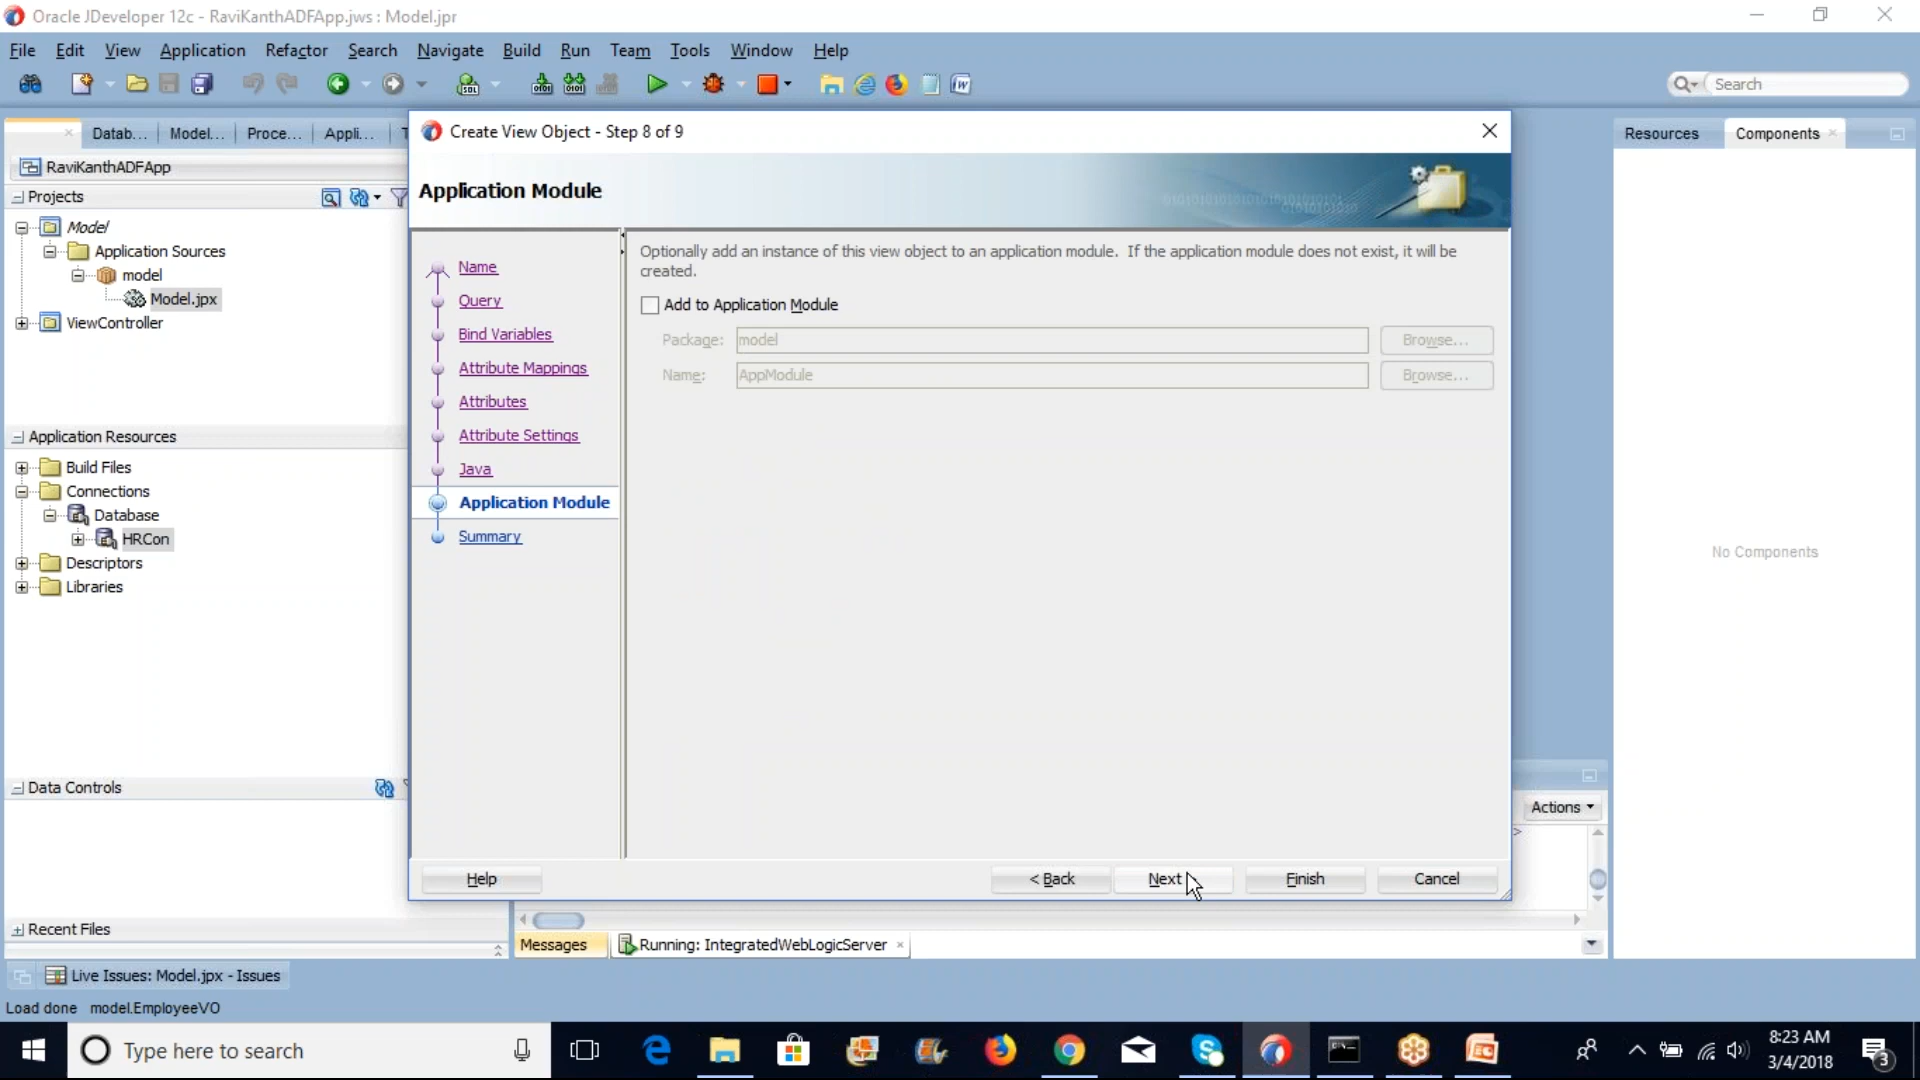 Oracle JDeveloper 12c - RaviKanthADFApp.jws : Model.jpr
File Edit View Application Refactor Search Navigate Build Run Team Tools Window Help
Search
Datab... Model... Proce... Appli...
Resources Components
RaviKanthADFApp
Projects
Model
Application Sources
model
Model.jpx
ViewController
Application Resources
Build Files
Connections
Database
HRCon
Descriptors
Libraries
Data Controls
Recent Files
Create View Object - Step 8 of 9
Application Module
Name
Query
Bind Variables
Attribute Mappings
Attributes
Attribute Settings
Java
Application Module
Summary
Optionally add an instance of this view object to an application module. If the application module does not exist, it will be
created.
Add to Application Module
Package: model Browse...
Name: AppModule Browse...
Help < Back Next Finish Cancel
No Components
Actions
Messages Running: IntegratedWebLogicServer
Live Issues: Model.jpx - Issues
Load done model.EmployeeVO
Type here to search
8:23 AM
3/4/2018
3